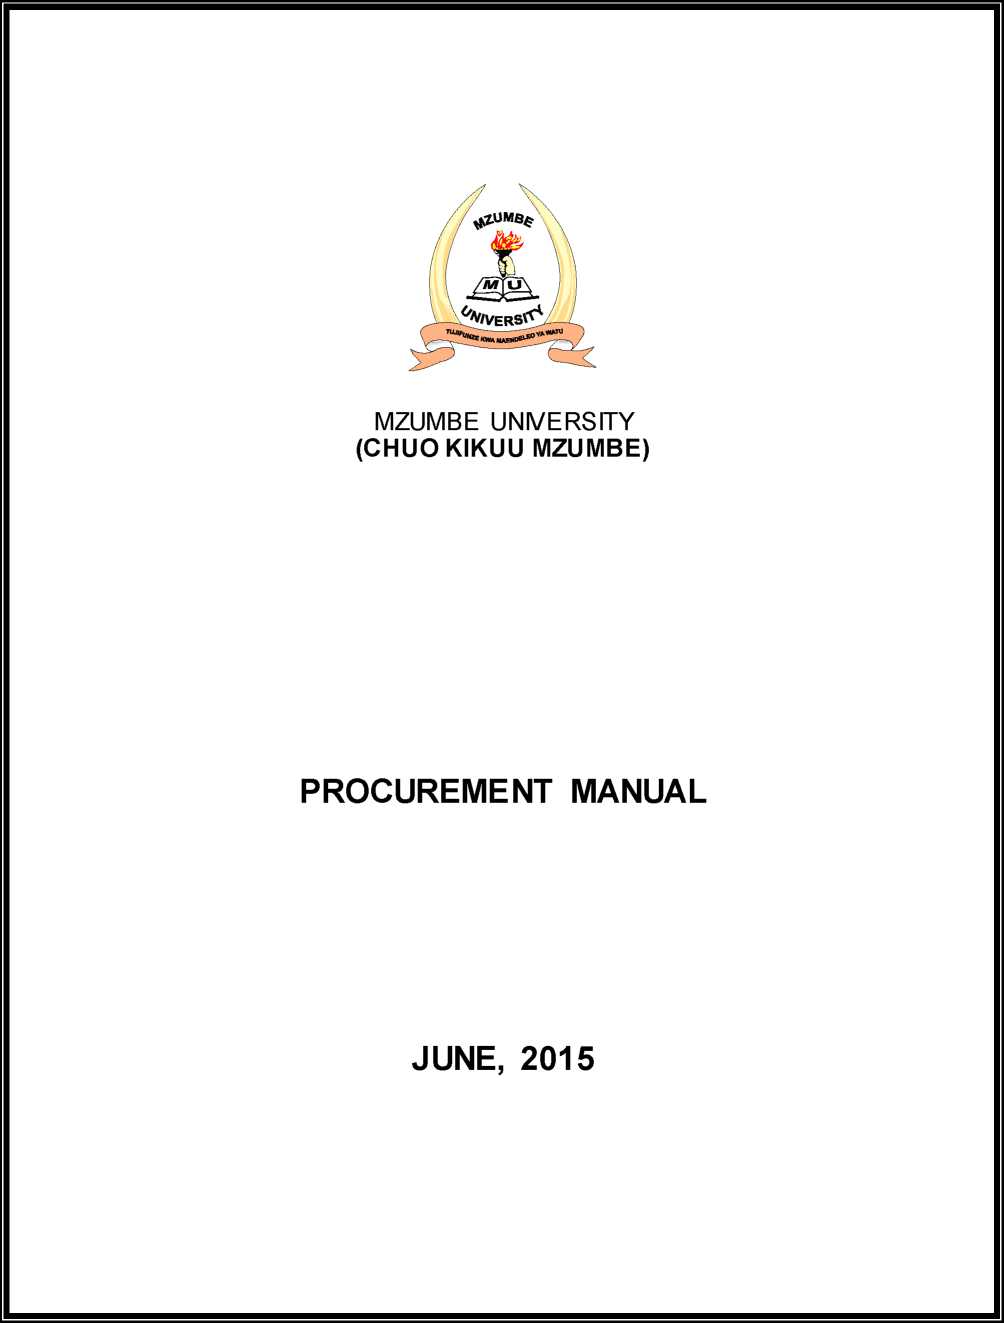 MZUMBE
M U
UNIVERSITY
TUJIFUNZE KWA MAENDELEO YA WATU
MZUMBE UNIVERSITY
(CHUO KIKUU MZUMBE)
PROCUREMENT MANUAL
JUNE, 2015